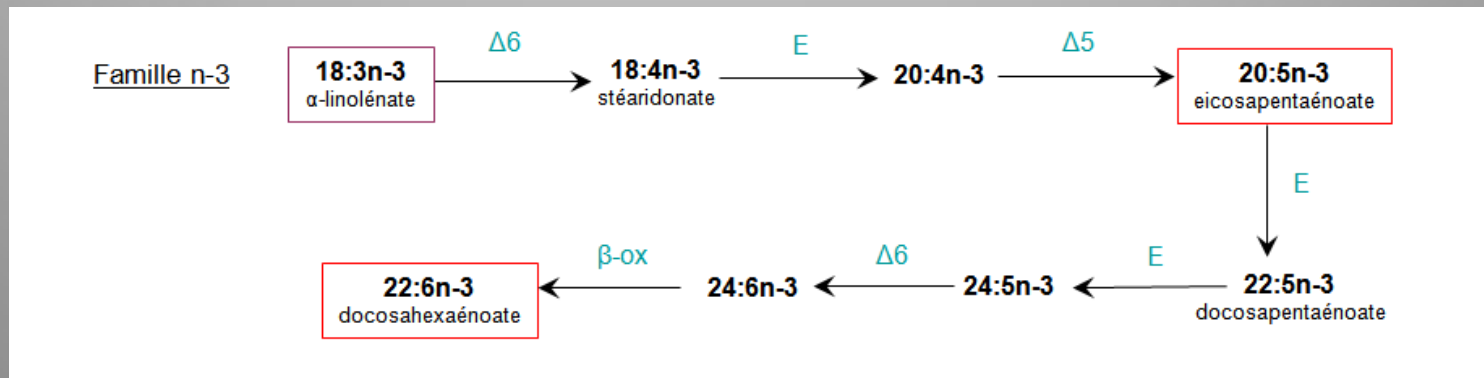 Δ6 E Δ5
Famille n-3 18:3n-3 18:4n-3 20:4n-3 20:5n-3
α-linolénate stéaridonate eicosapentaénoate
E
β-ox Δ6 E
22:6n-3 24:6n-3 24:5n-3 22:5n-3
docosahexaénoate docosapentaénoate